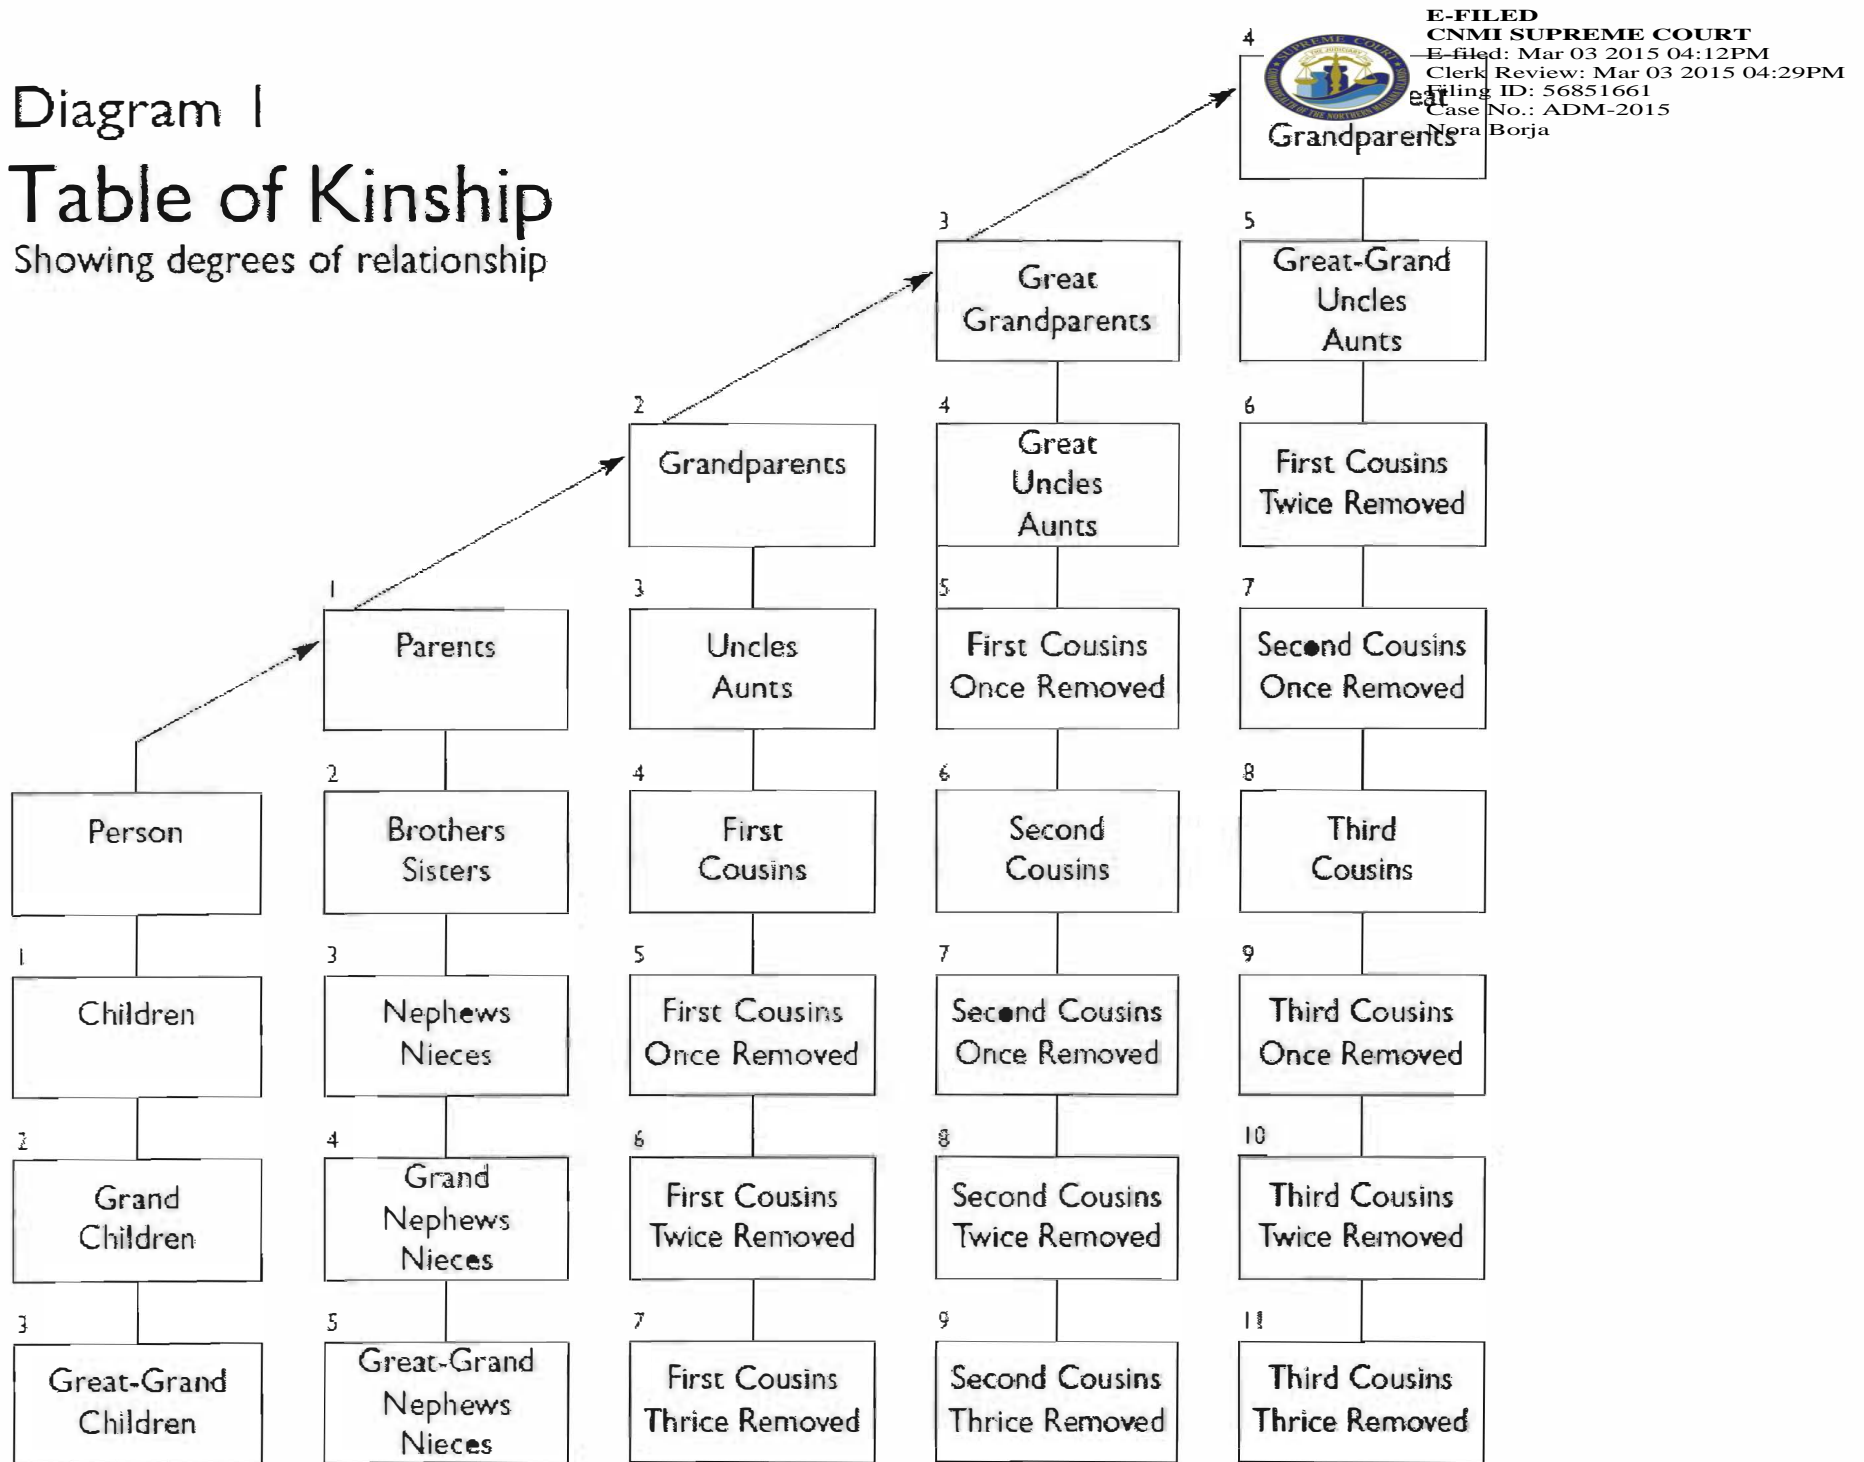 E-FILED
CNMI SUPREME COURT
E-filed: Mar 03 2015 04:12PM
Clerk Review: Mar 03 2015 04:29PM
Filing ID: 56851661
Case No.: ADM-2015
Nora Borja
SUPREME COURT
Diagram 1
Table of Kinship
Showing degrees of relationship
4
Grandparents
3
Great
Grandparents
5
Great-Grand
Uncles
Aunts
2
Grandparents
4
Great
Uncles
Aunts
6
First Cousins
Twice Removed
1
Parents
3
Uncles
Aunts
5
First Cousins
Once Removed
7
Second Cousins
Once Removed
Person
2
Brothers
Sisters
4
First
Cousins
6
Second
Cousins
8
Third
Cousins
1
Children
3
Nephews
Nieces
5
First Cousins
Once Removed
7
Second Cousins
Once Removed
9
Third Cousins
Once Removed
2
Grand
Children
4
Grand
Nephews
Nieces
6
First Cousins
Twice Removed
8
Second Cousins
Twice Removed
10
Third Cousins
Twice Removed
3
Great-Grand
Children
5
Great-Grand
Nephews
Nieces
7
First Cousins
Thrice Removed
9
Second Cousins
Thrice Removed
11
Third Cousins
Thrice Removed